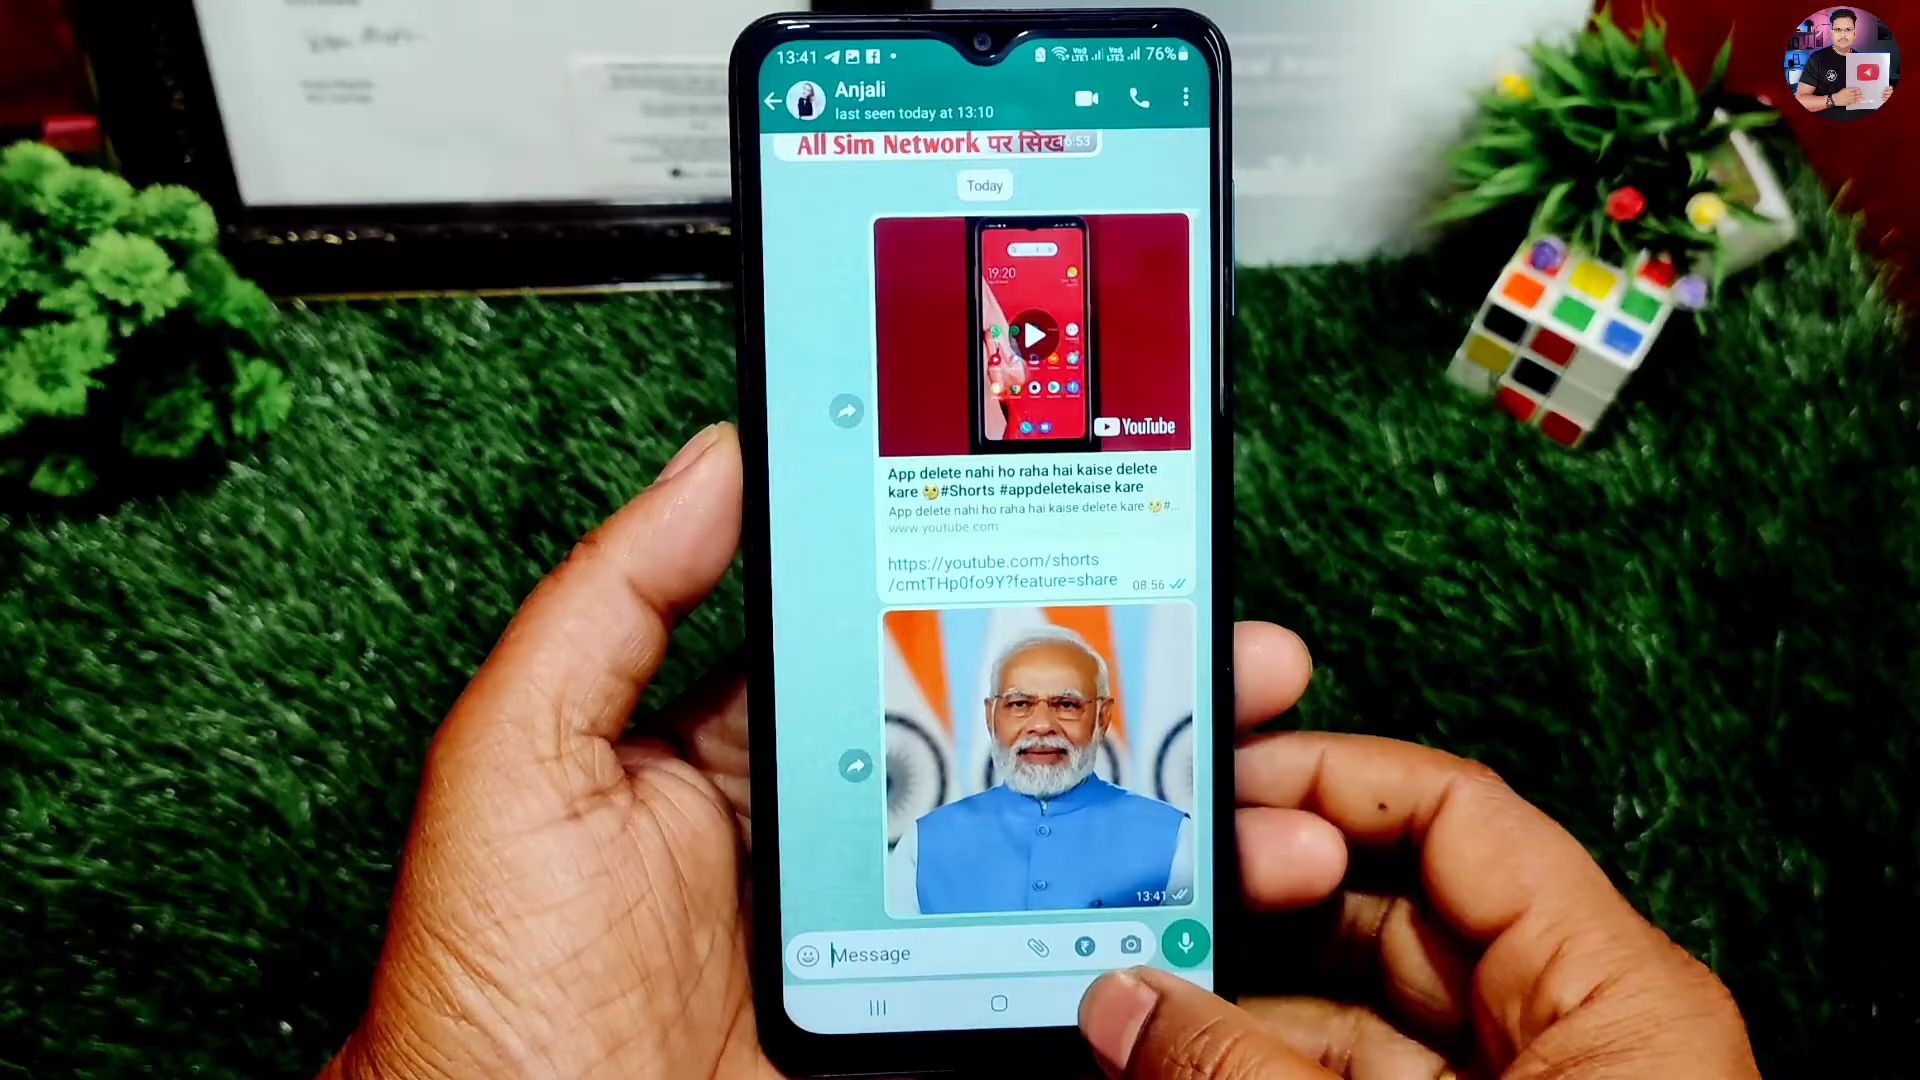 13:41
76%
Anjali
last seen today at 13:10
All Sim Network पर सिख
Today
19:20
YouTube
App delete nahi ho raha hai kaise delete
kare 🤔#Shorts #appdeletekaise kare
App delete nahi ho raha hai kaise delete kare 🤔#...
www.youtube.com
https://youtube.com/shorts
/cmtTHp0fo9Y?feature=share
08:56
13:41
Message